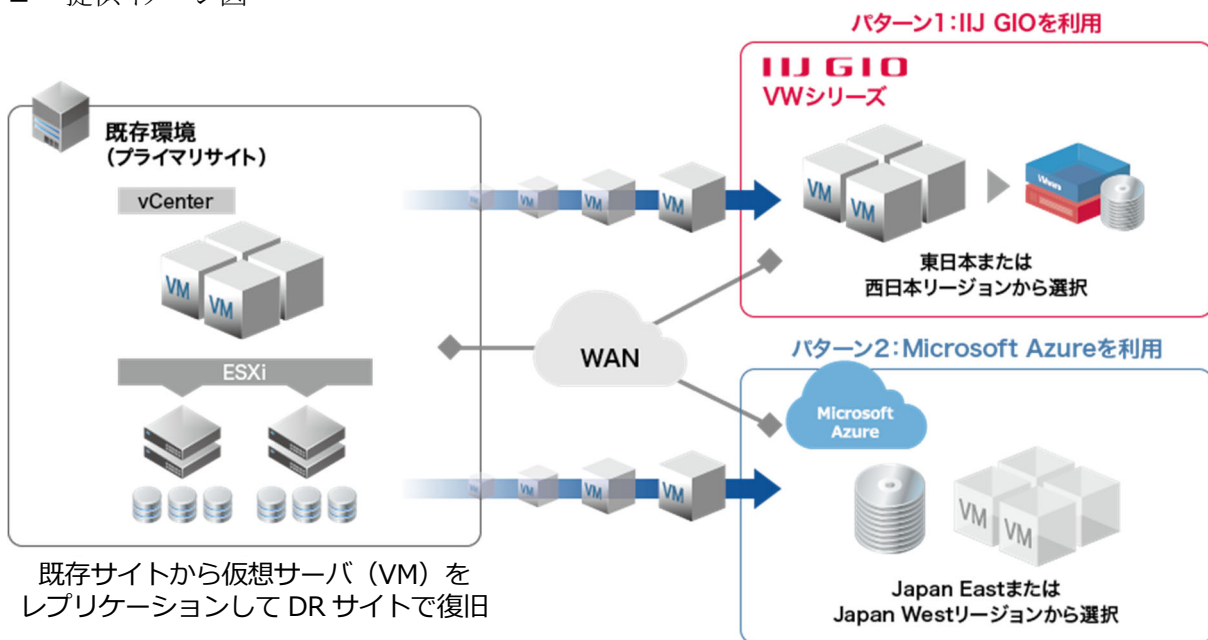 パターン1:IIJ GIOを利用
IIJ GIO
VWシリーズ
既存環境
(プライマリサイト)
vCenter
VM
VM
ESXi
VM
VM
VM
VM
VM
VM
vmware
東日本または
西日本リージョンから選択
WAN
パターン2:Microsoft Azureを利用
Microsoft
Azure
VM
VM
VM
VM
VM
VM
Japan Eastまたは
Japan Westリージョンから選択
既存サイトから仮想サーバ(VM)を
レプリケーションして DR サイトで復旧